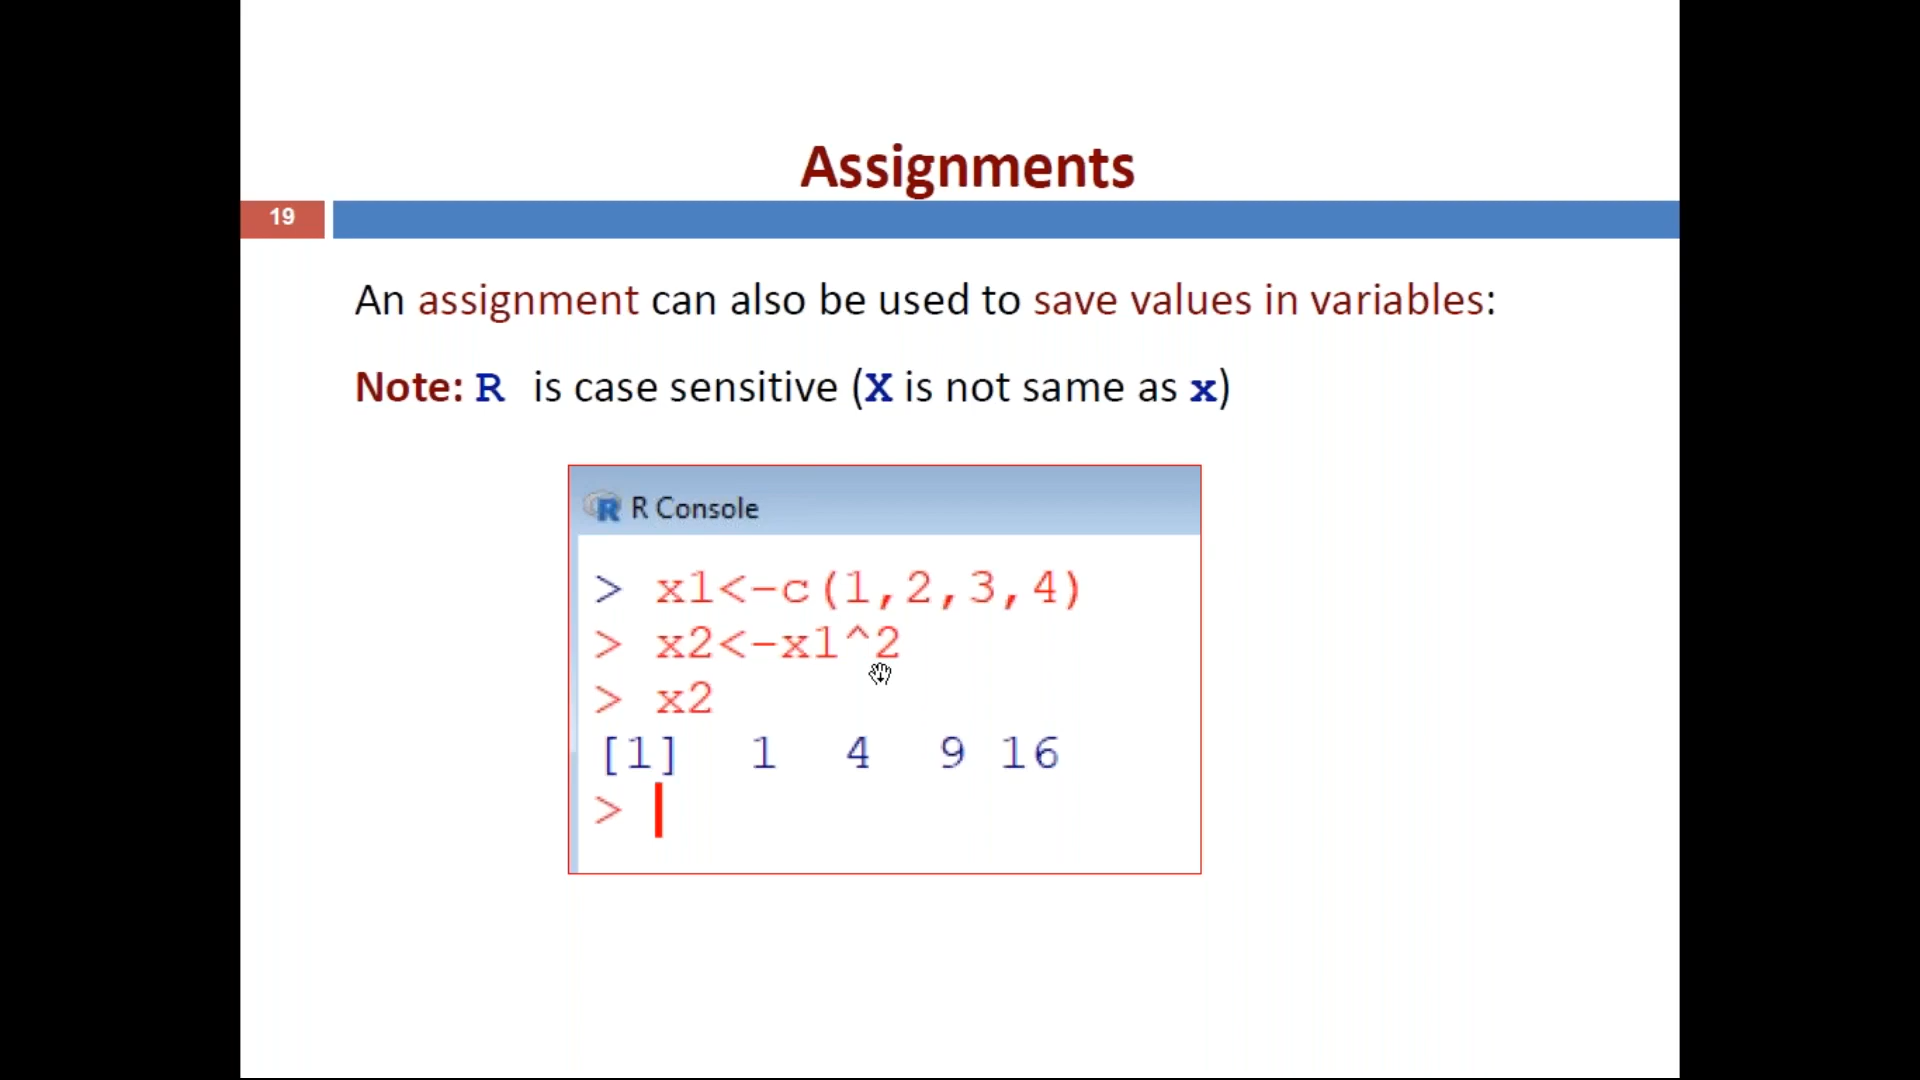 Assignments
19
An assignment can also be used to save values in variables:
Note: R is case sensitive (X is not same as x)
R R Console
> x1<-c(1,2,3,4)
> x2<-x1^2
> x2
[1]  1  4  9 16
>